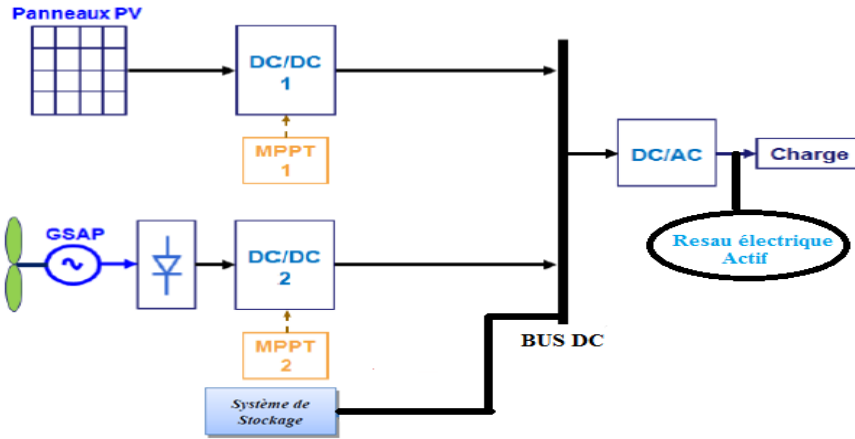 Panneaux PV
DC/DC
1
MPPT
1
DC/AC
Charge
Resau électrique
Actif
GSAP
~
DC/DC
2
MPPT
2
BUS DC
Système de
Stockage